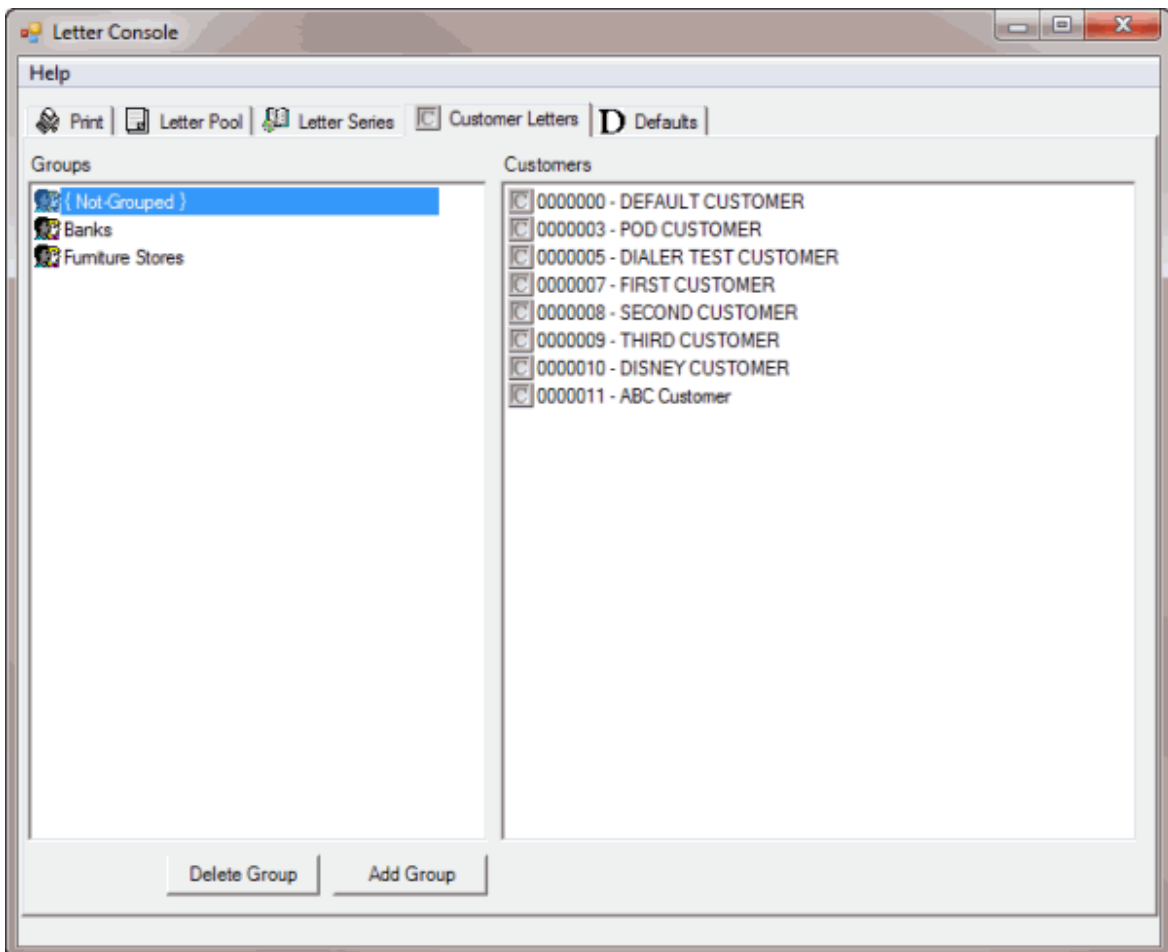 Letter Console
Help
Print Letter Pool Letter Series Customer Letters D Defaults
Groups Customers
{ Not-Grouped }
Banks
Furniture Stores
C 0000000 - DEFAULT CUSTOMER
C 0000003 - POD CUSTOMER
C 0000005 - DIALER TEST CUSTOMER
C 0000007 - FIRST CUSTOMER
C 0000008 - SECOND CUSTOMER
C 0000009 - THIRD CUSTOMER
C 0000010 - DISNEY CUSTOMER
C 0000011 - ABC Customer
Delete Group Add Group